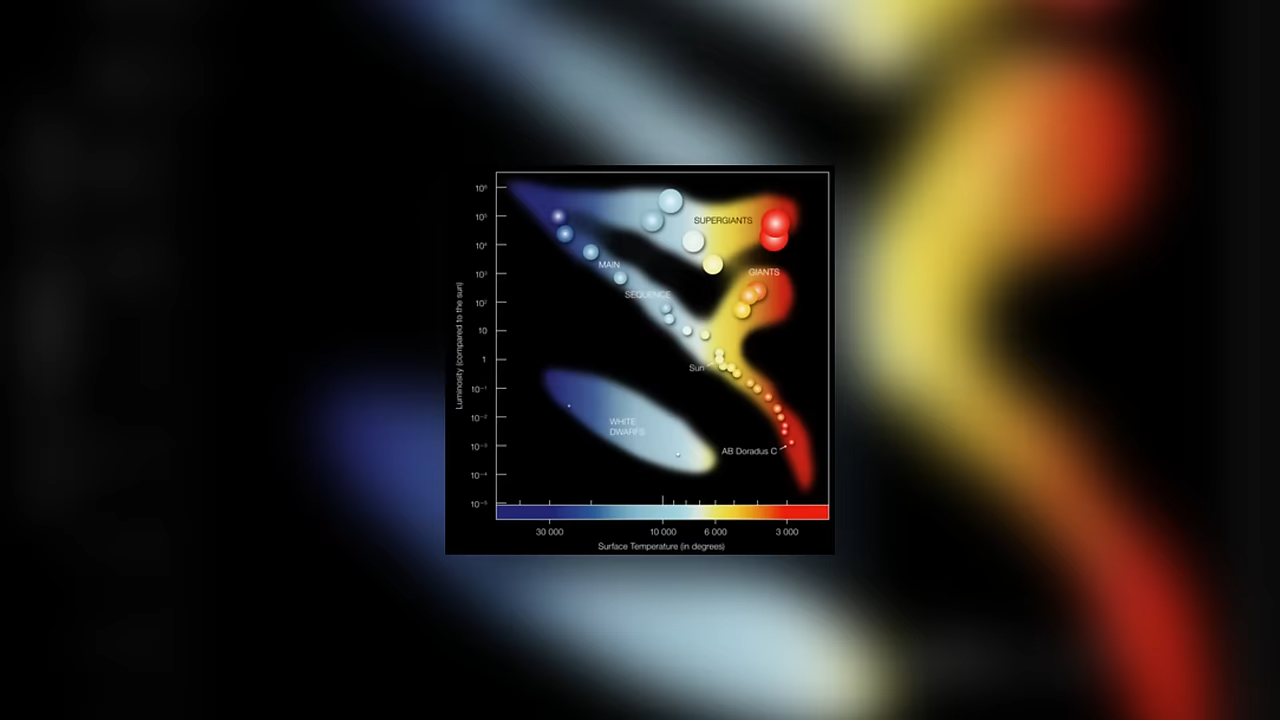 10⁶
10⁵
SUPERGIANTS
10⁴
MAIN
10³
GIANTS
SEQUENCE
10²
10
1
Sun
10⁻¹
WHITE
DWARFS
10⁻²
10⁻³
AB Doradus C
10⁻⁴
10⁻⁵
Luminosity (compared to the sun)
30 000
10 000
6 000
3 000
Surface Temperature (in degrees)